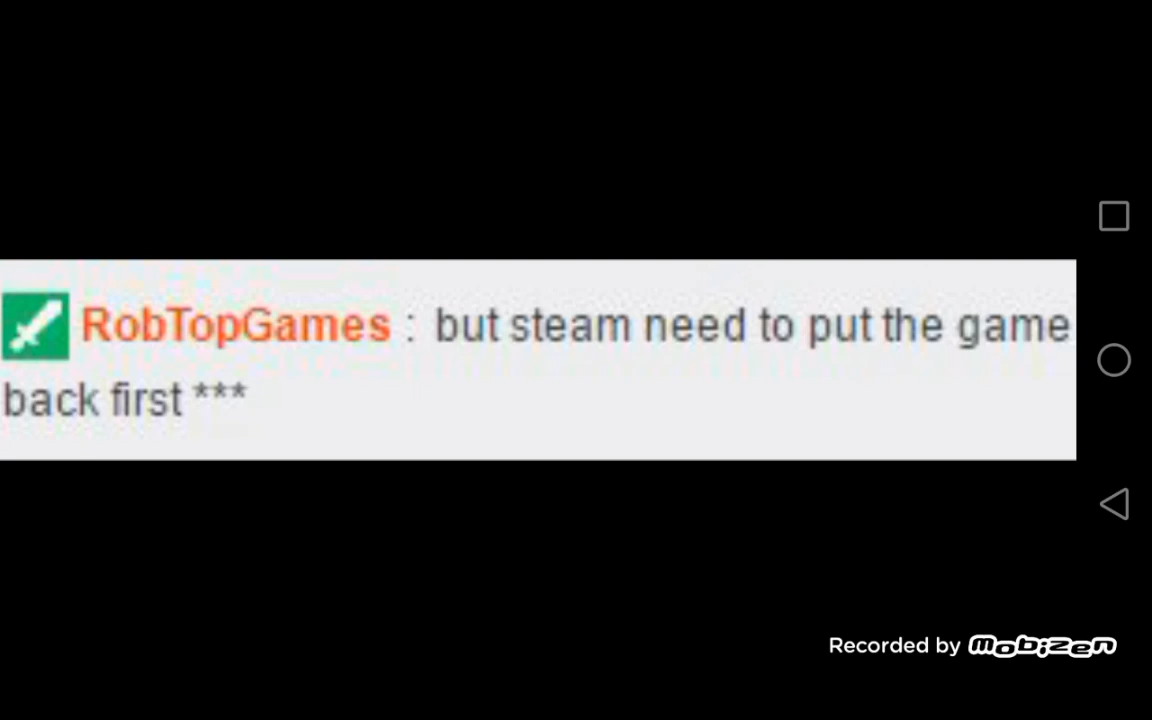 RobTopGames : but steam need to put the game
back first ***
Recorded by mobizen